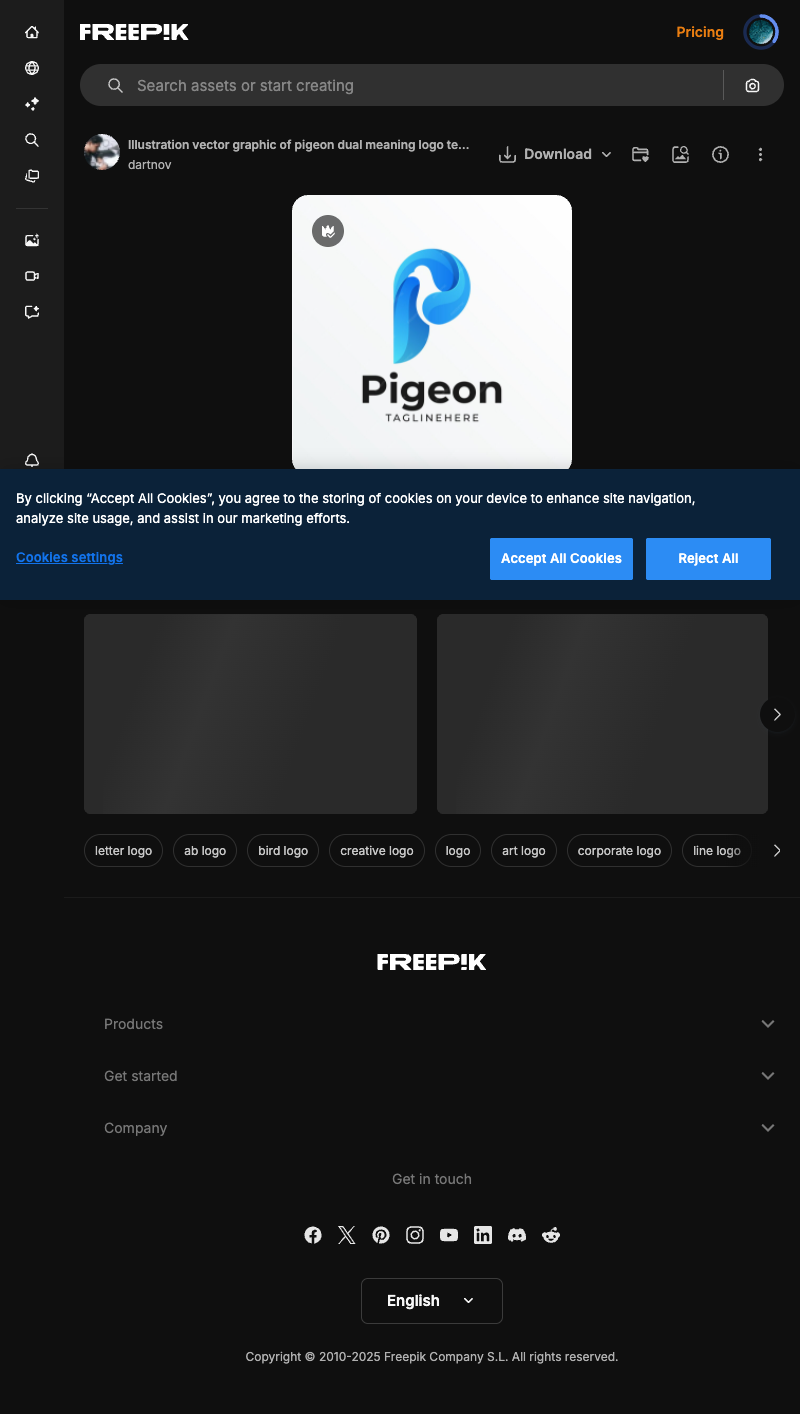 FREEP!K
Pricing
Search assets or start creating
Illustration vector graphic of pigeon dual meaning logo te...
dartnov
Download
Pigeon
TAGLINEHERE
By clicking “Accept All Cookies”, you agree to the storing of cookies on your device to enhance site navigation,
analyze site usage, and assist in our marketing efforts.
Cookies settings
Accept All Cookies
Reject All
letter logo
ab logo
bird logo
creative logo
logo
art logo
corporate logo
line logo
FREEP!K
Products
Get started
Company
Get in touch
English
Copyright © 2010-2025 Freepik Company S.L. All rights reserved.